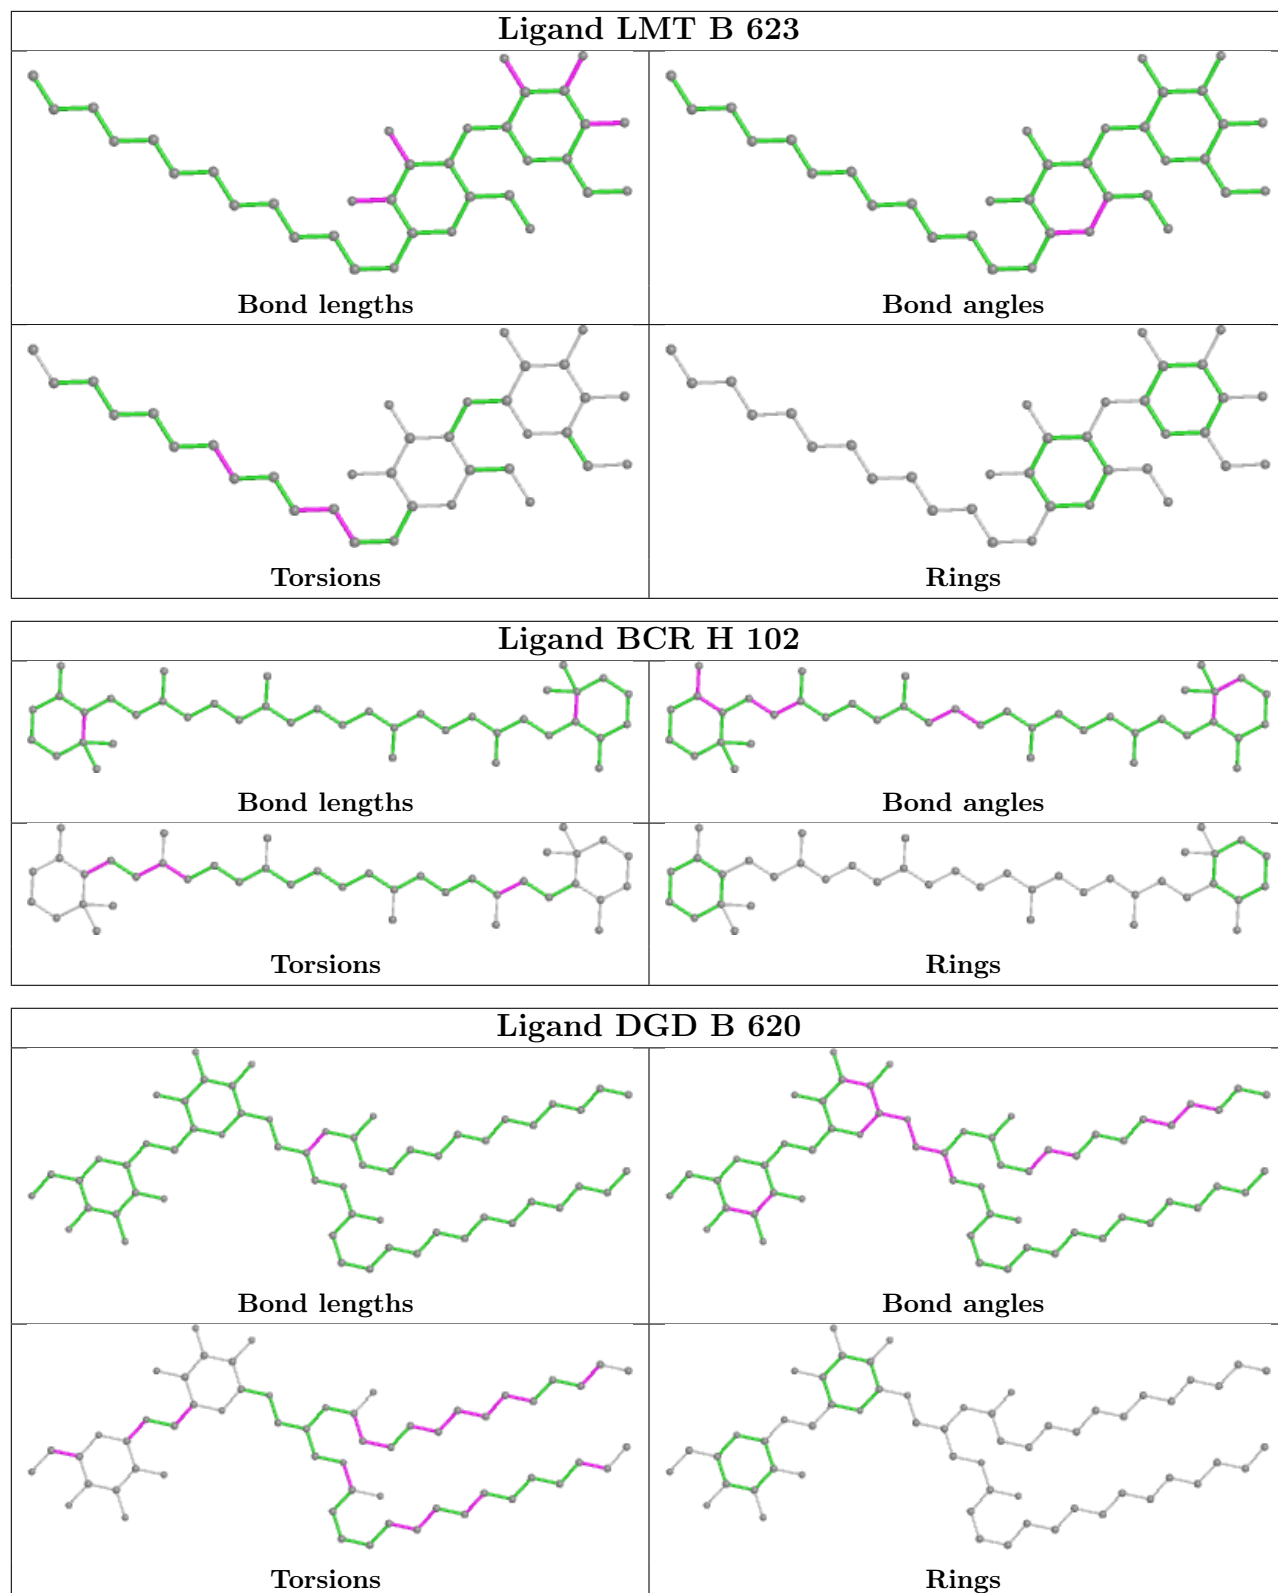 Ligand LMT B 623
Bond lengths
Bond angles
Torsions
Rings
Ligand BCR H 102
Bond lengths
Bond angles
Torsions
Rings
Ligand DGD B 620
Bond lengths
Bond angles
Torsions
Rings